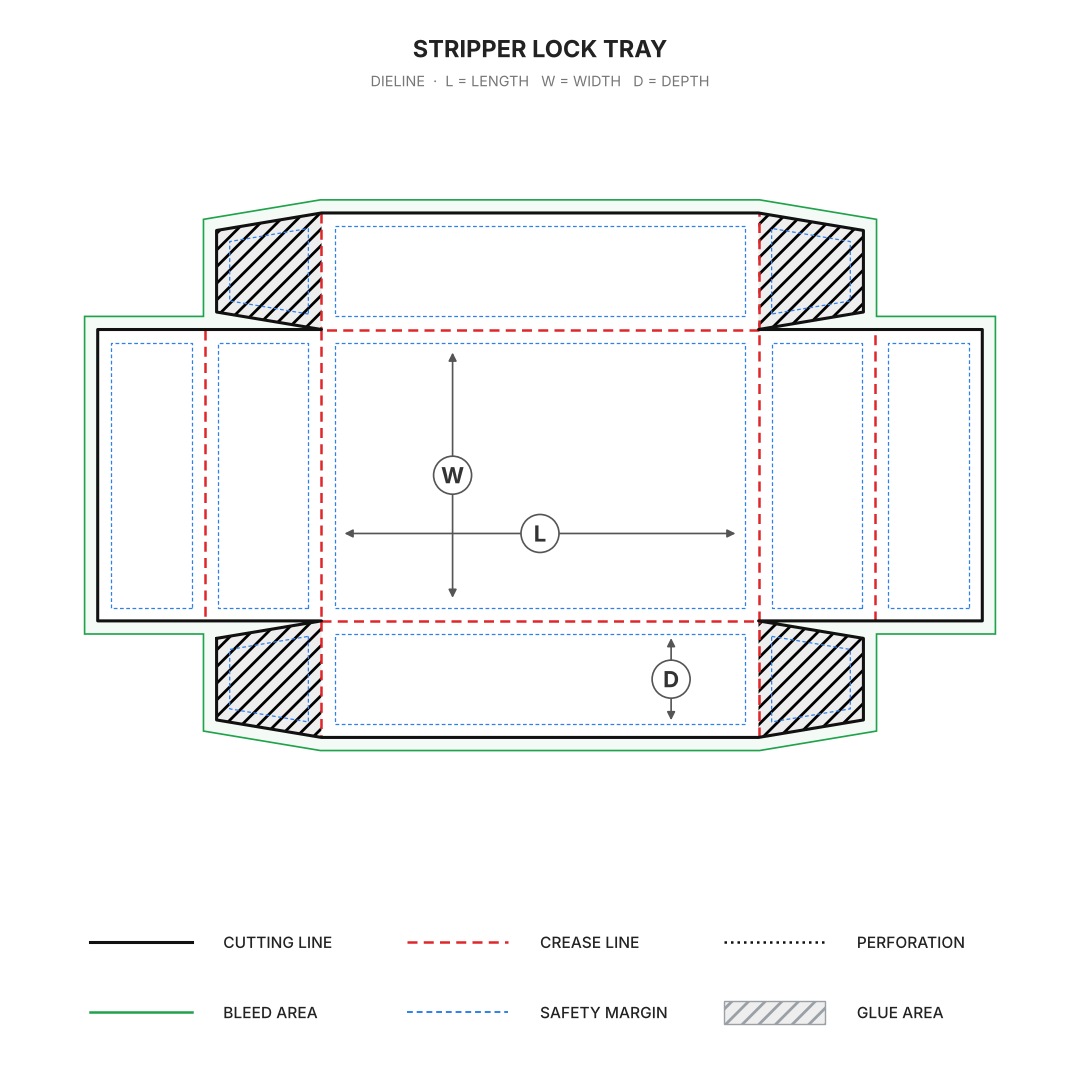 STRIPPER LOCK TRAY
DIELINE · L = LENGTH W = WIDTH D = DEPTH
W
L
D
CUTTING LINE
CREASE LINE
PERFORATION
BLEED AREA
SAFETY MARGIN
GLUE AREA